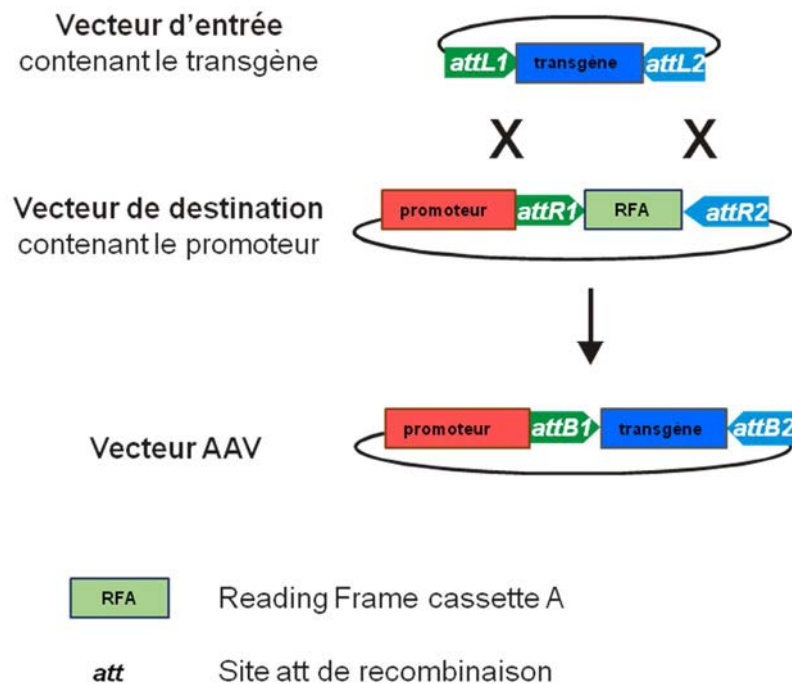 Vecteur d'entrée
contenant le transgène
attL1 transgène attL2
X X
Vecteur de destination
contenant le promoteur
promoteur attR1 RFA attR2
Vecteur AAV
promoteur attB1 transgène attB2
RFA Reading Frame cassette A
att Site att de recombinaison